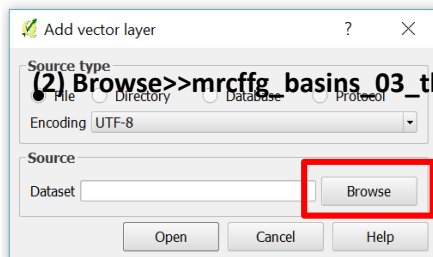 Add vector layer ? ×
Source type
(2) Browse>>mrcffg_basins_03_t
File Directory Database Protocol
Encoding UTF-8
Source
Dataset Browse
Open Cancel Help